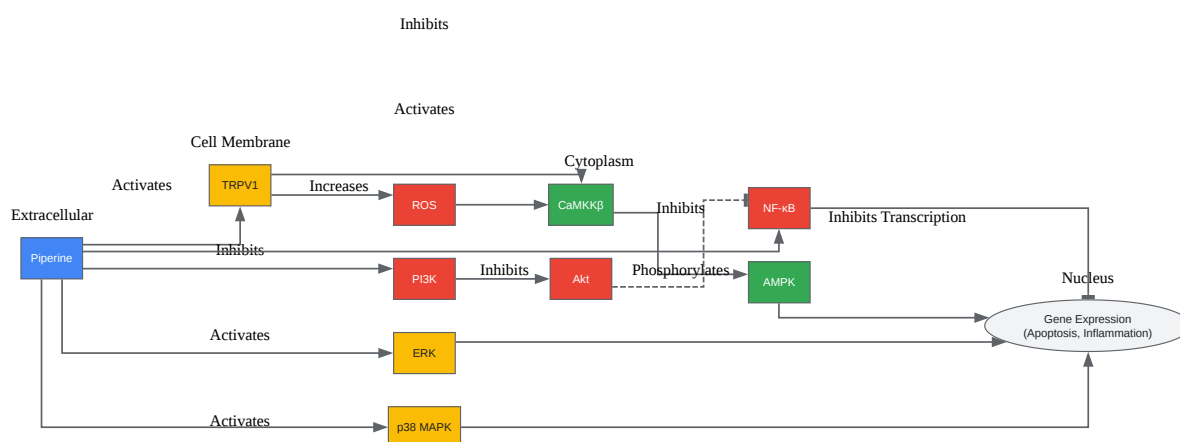 Inhibits
Activates
Cell Membrane
Cytoplasm
Activates
TRPV1
Increases
ROS
CaMKKβ
Inhibits
NF-κB
Inhibits Transcription
Extracellular
Piperine
Inhibits
PI3K
Inhibits
Akt
Phosphorylates
AMPK
Nucleus
Gene Expression
(Apoptosis, Inflammation)
Activates
ERK
Activates
p38 MAPK